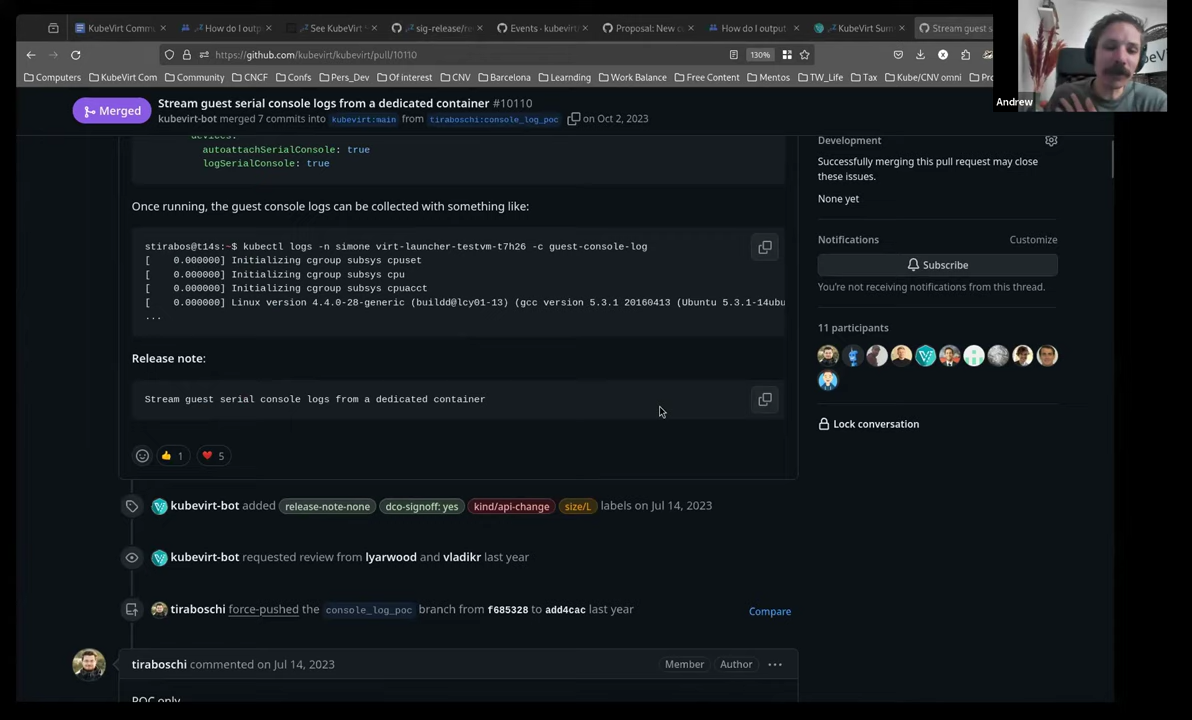 KubeVirt Comm
How do I outp
See KubeVirt
sig-release/re
Events - kubevirt/
Proposal: New c
How do I outp
KubeVirt Sum
Stream guest s
https://github.com/kubevirt/kubevirt/pull/10110
130%
Computers
KubeVirt Com
Community
CNCF
Confs
Pers_Dev
Of interest
CNV
Barcelona
Learning
Work Balance
Free Content
Mentos
TW_Life
Tax
Kube/CNV omni
Andrew
Merged
Stream guest serial console logs from a dedicated container #10110
kubevirt-bot merged 7 commits into kubevirt:main from tiraboschi:console_log_poc on Oct 2, 2023
devices:
autoattachSerialConsole: true
logSerialConsole: true
Once running, the guest console logs can be collected with something like:
stirabos@t14s:~$ kubectl logs -n simone virt-launcher-testvm-t7h26 -c guest-console-log
[ 0.000000] Initializing cgroup subsys cpuset
[ 0.000000] Initializing cgroup subsys cpu
[ 0.000000] Initializing cgroup subsys cpuacct
[ 0.000000] Linux version 4.4.0-28-generic (buildd@lcy01-13) (gcc version 5.3.1 20160413 (Ubuntu 5.3.1-14ubu
...
Release note:
Stream guest serial console logs from a dedicated container
👍 1
❤️ 5
kubevirt-bot added release-note-none dco-signoff: yes kind/api-change size/L labels on Jul 14, 2023
kubevirt-bot requested review from lyarwood and vladikr last year
tiraboschi force-pushed the console_log_poc branch from f685328 to add4cac last year
Compare
tiraboschi commented on Jul 14, 2023
Member
Author
POC only
Development
Successfully merging this pull request may close
these issues.
None yet
Notifications
Customize
Subscribe
You're not receiving notifications from this thread.
11 participants
Lock conversation